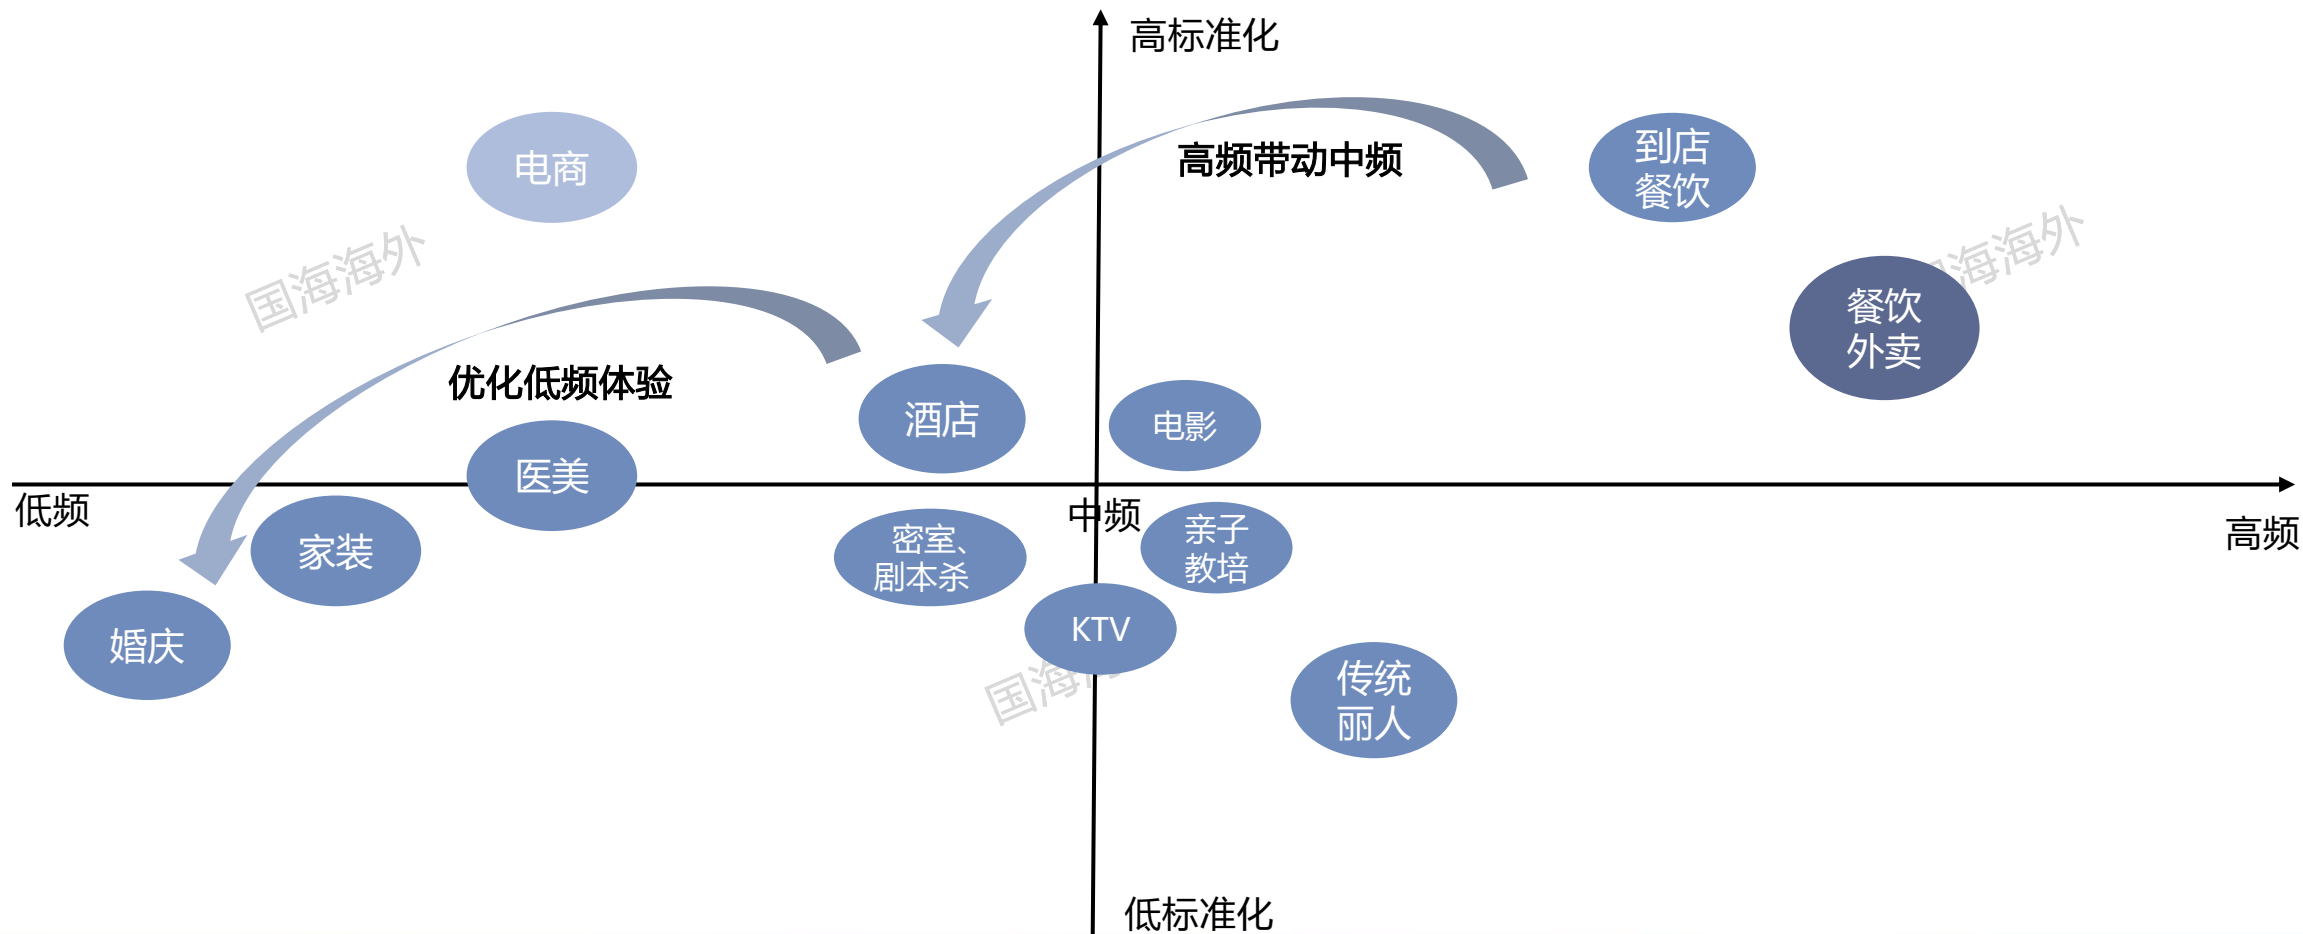 高标准化
电商
高频带动中频
到店
餐饮
国海海外
海海外
餐饮
外卖
优化低频体验
酒店
电影
医美
低频
中频
高频
家装
密室、
剧本杀
亲子
教培
婚庆
KTV
国海
传统
丽人
低标准化